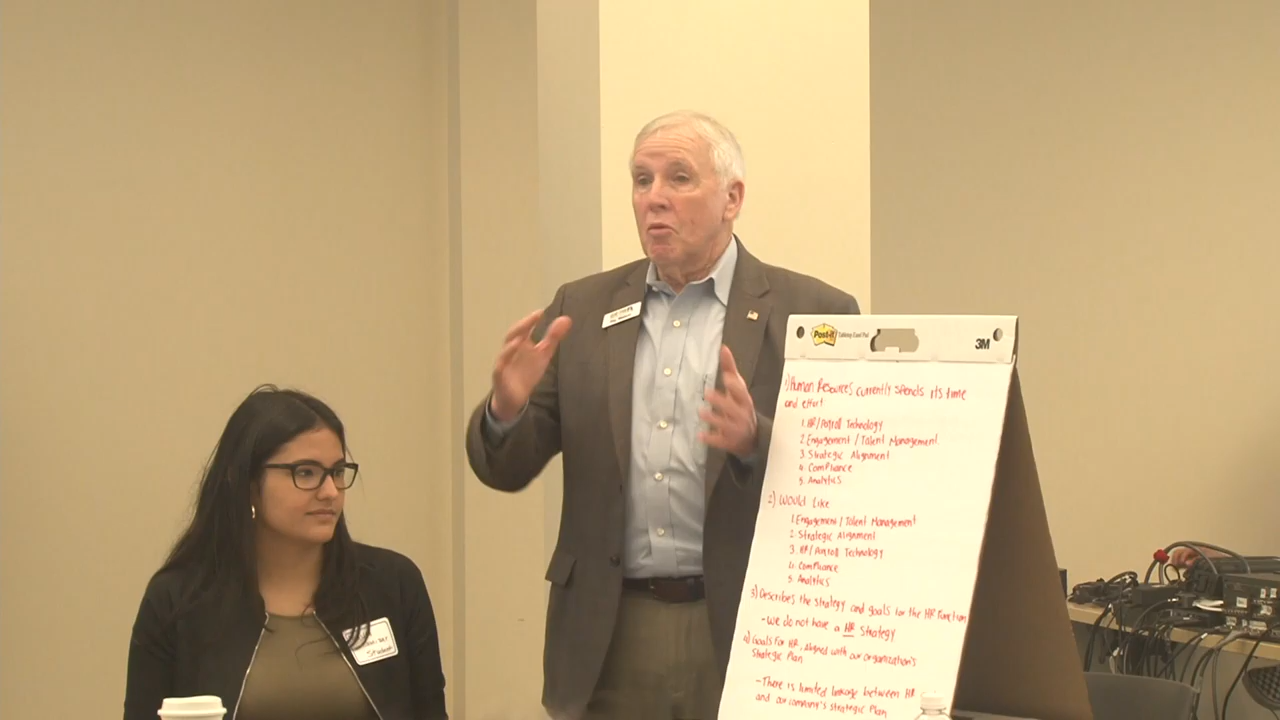 Post-it
3M
1) Human Resources currently spends its time
and effort
1. HR/Payroll Technology
2. Engagement / Talent Management
3. Strategic Alignment
4. Compliance
5. Analytics
2) Would Like
1. Engagement / Talent Management
2. Strategic Alignment
3. HR/Payroll Technology
4. Compliance
5. Analytics
3) Describes the strategy and goals for the HR Function
- We do not have a HR Strategy
4) Goals for HR, Aligned with our organization's
Strategic Plan
- There is limited linkage between HR
and our company's strategic Plan
Student